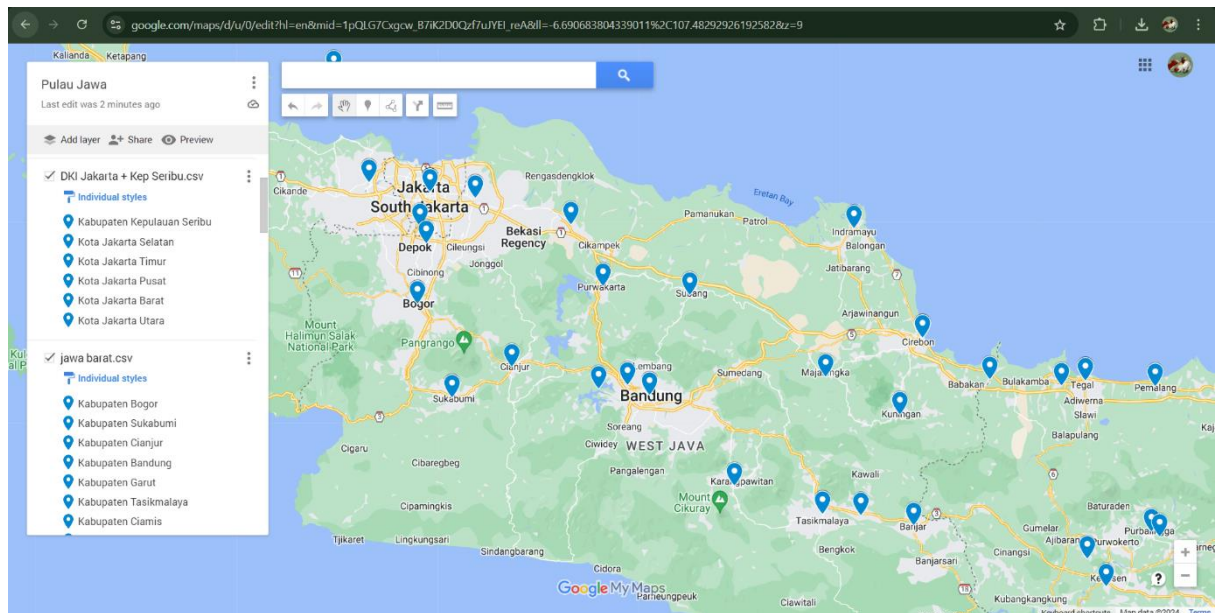 google.com/maps/d/u/0/edit?hl=en&mid=1pQLG7Cxgcw_B7iK2D0Qzf7uJYEl_reA&ll=-6.690683804339011%2C107.48292926192582&z=9
Kalianda
Ketapang
Pulau Jawa
Last edit was 2 minutes ago
Add layer
Share
Preview
DKI Jakarta + Kep Seribu.csv
Individual styles
Kabupaten Kepulauan Seribu
Kota Jakarta Selatan
Kota Jakarta Timur
Kota Jakarta Pusat
Kota Jakarta Barat
Kota Jakarta Utara
jawa barat.csv
Individual styles
Kabupaten Bogor
Kabupaten Sukabumi
Kabupaten Cianjur
Kabupaten Bandung
Kabupaten Garut
Kabupaten Tasikmalaya
Kabupaten Ciamis
Cikande
Jakarta
South Jakarta
Rengasdengklok
Eretan Bay
Pamanukan
Patrol
Indramayu
Balongan
Bekasi
Regency
Cikampek
Depok
Cileungsi
Jonggol
Cibinong
Jatibarang
Purwakarta
Subang
Bogor
Arjawinangun
Mount
Halimun Salak
National Park
Pangrango
Cirebon
Cianjur
Lembang
Sumedang
Majalengka
Babakan
Bulakamba
Tegal
Pemalang
Sukabumi
Bandung
Kuningan
Adiwerna
Slawi
Soreang
Balapulang
Cigaru
Ciwidey
WEST JAVA
Cibaregbeg
Pangalengan
Karangpawitan
Kawali
Mount
Cikuray
Cipamingkis
Tasikmalaya
Banjar
Baturaden
Gumelar
Ajibarang
Purwokerto
Tjikaret
Lingkungsari
Sindangbarang
Bengkok
Cinangsi
Banjarsari
Cidora
Google My Maps
Parheungpeuk
Ciawitali
Kubangkangkung
Keyboard shortcuts
Map data ©2024
Terms